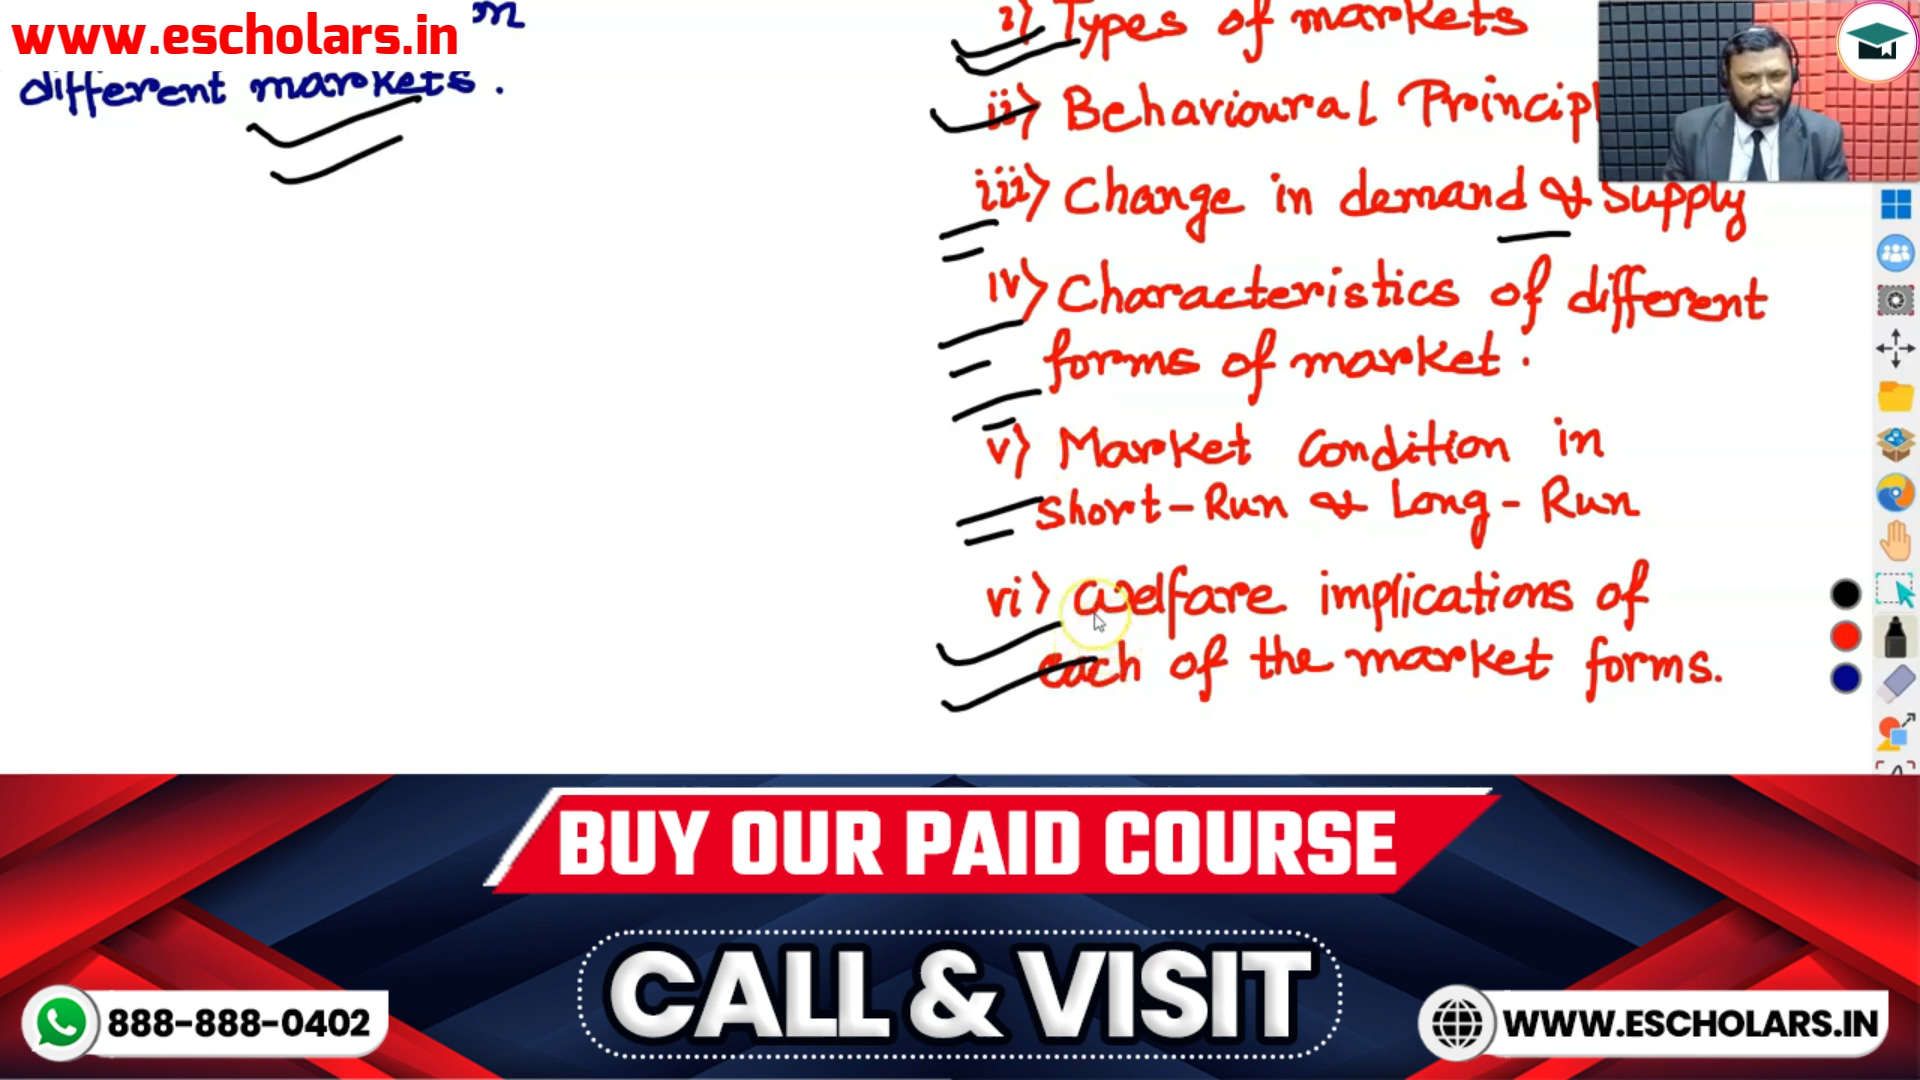 www.escholars.in
different markets.
i) Types of markets
ii) Behavioural
iii) Change in demand & Supply
iv) Characteristics of different
forms of market.
v) Market Condition in
Short-Run & Long-Run
vi) welfare implications of
each of the market forms.
BUY OUR PAID COURSE
CALL & VISIT
888-888-0402
WWW.ESCHOLARS.IN